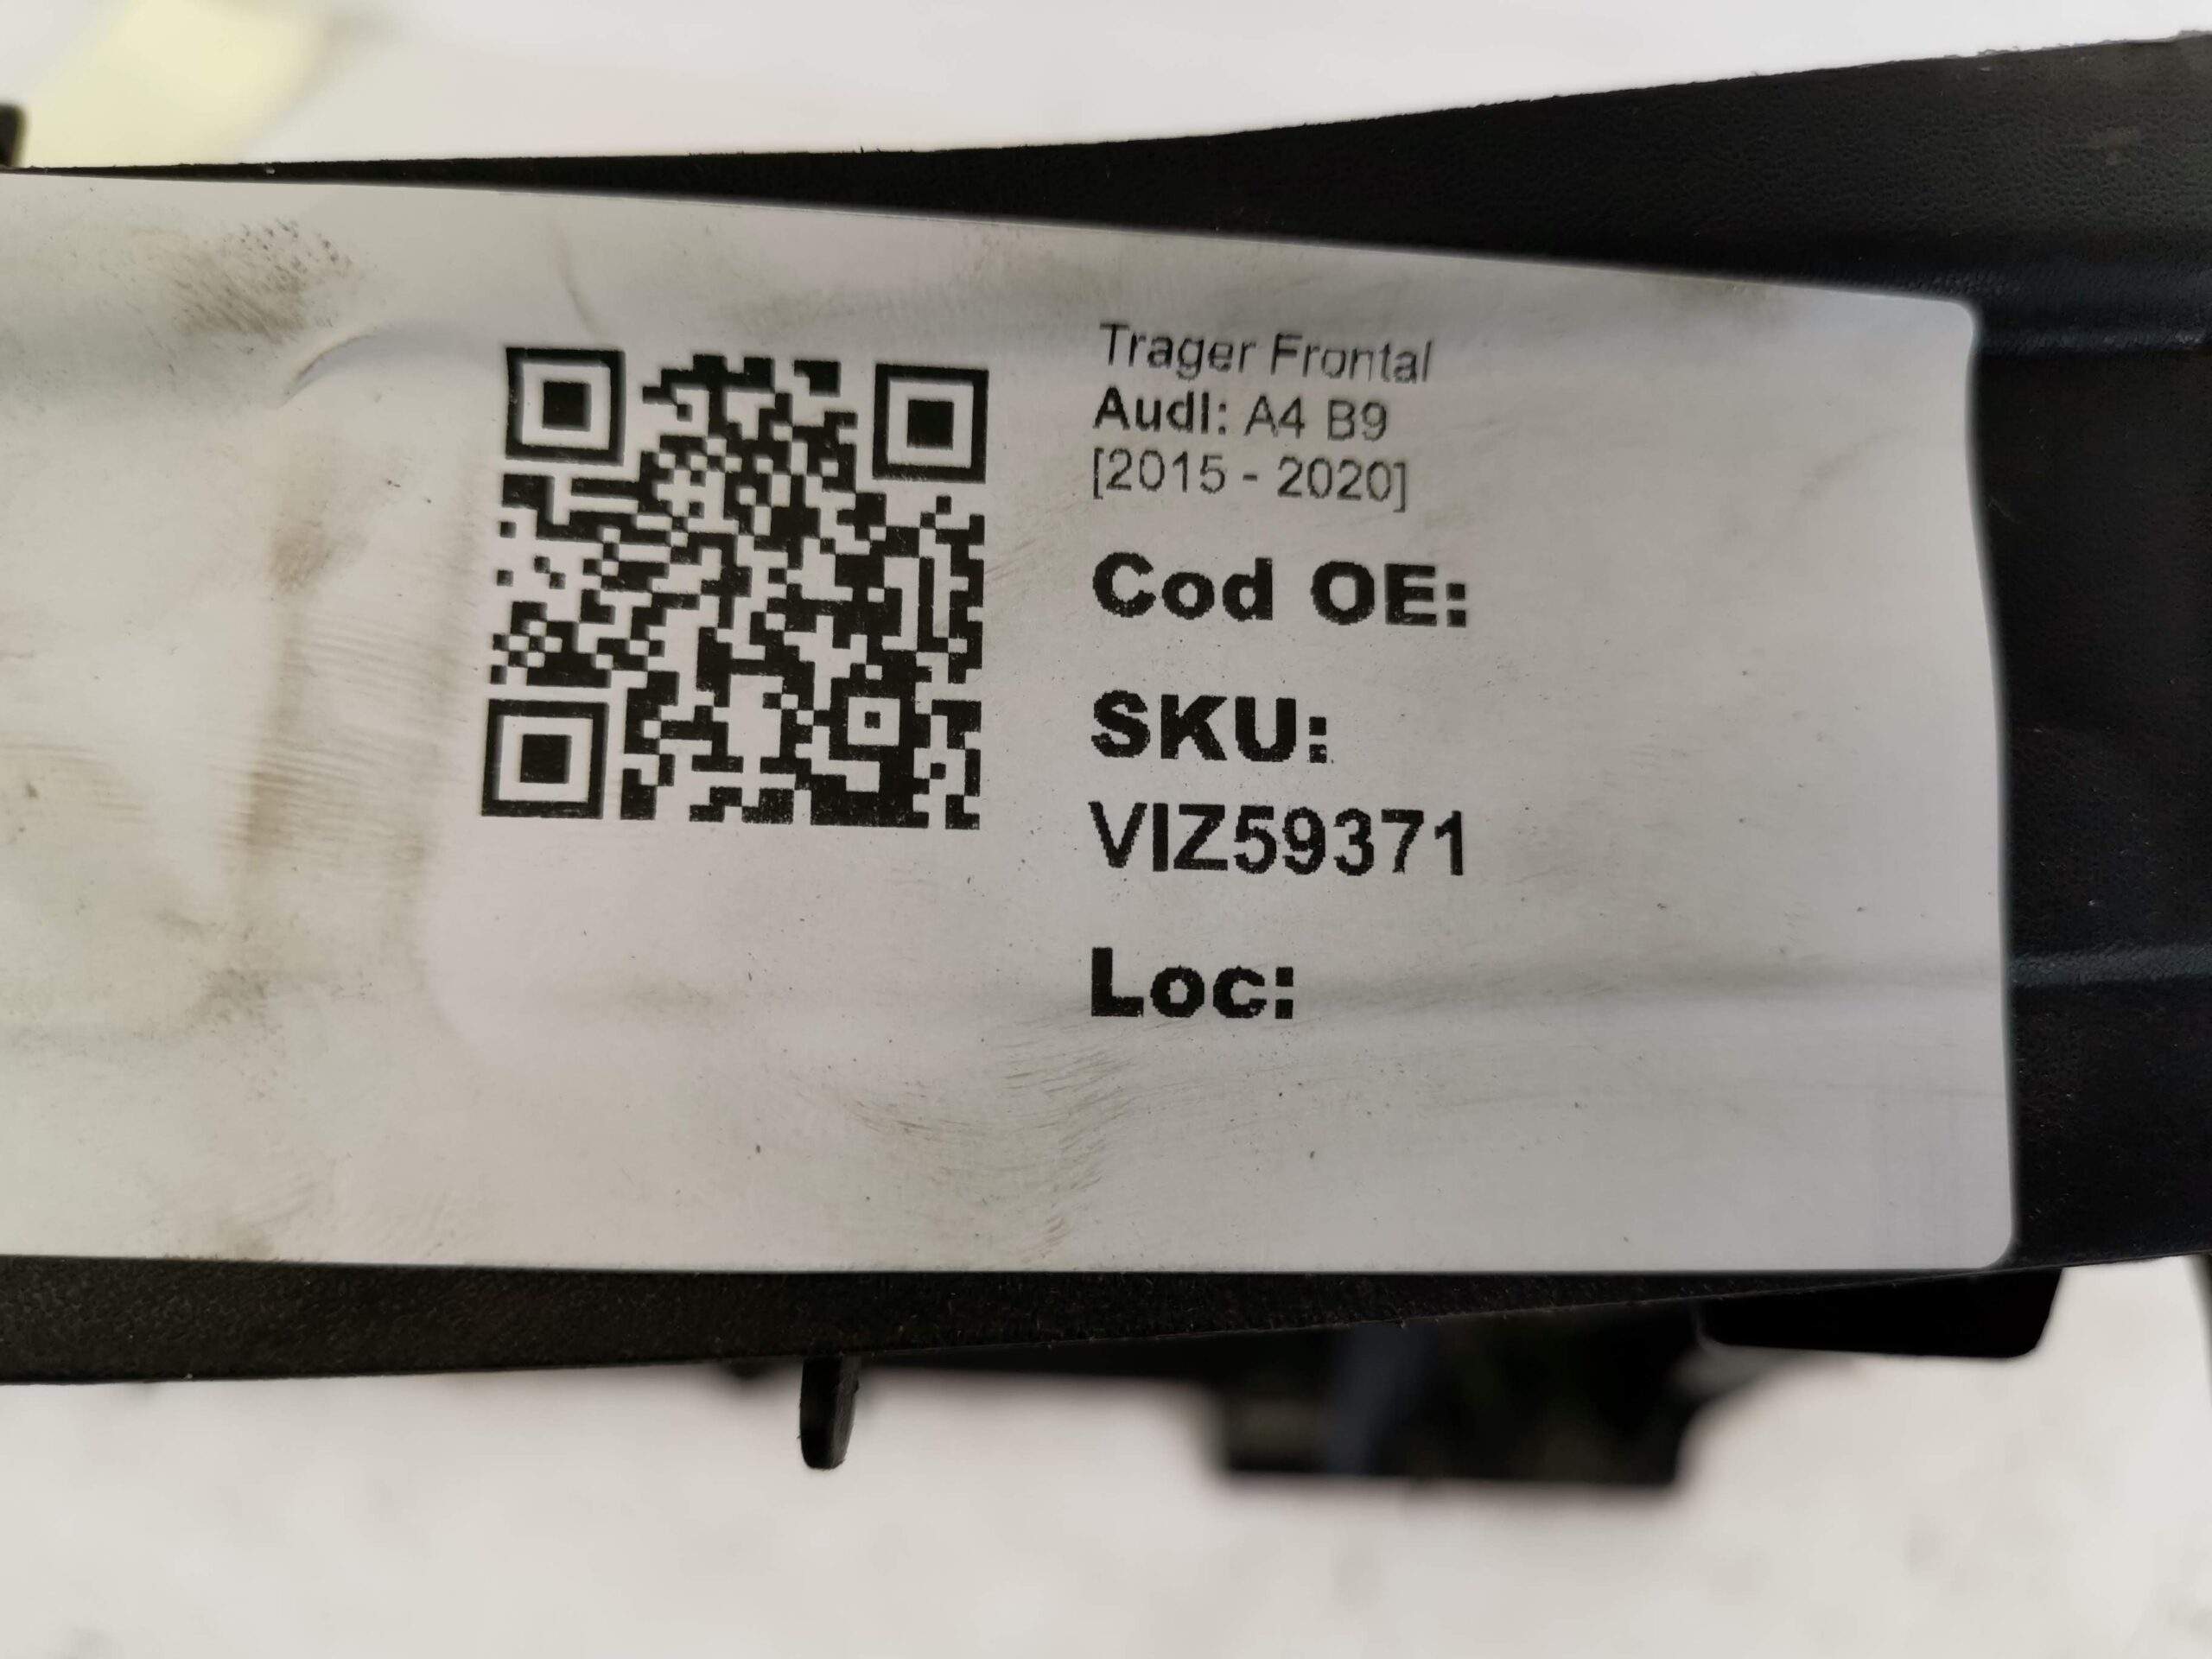 Trager Frontal
Audi: A4 B9
[2015 - 2020]
Cod OE:
SKU:
VIZ59371
Loc: